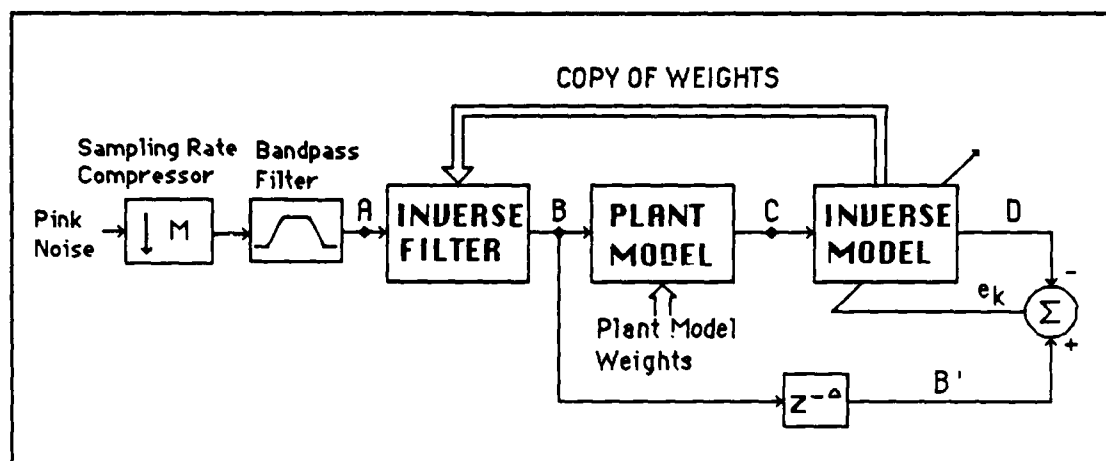 COPY OF WEIGHTS
Sampling Rate
Compressor
Bandpass
Filter
Pink
Noise
↓ M
A
INVERSE
FILTER
B
PLANT
MODEL
C
INVERSE
MODEL
D
-
e_k
Σ
+
Plant Model
Weights
z^-Δ
B'